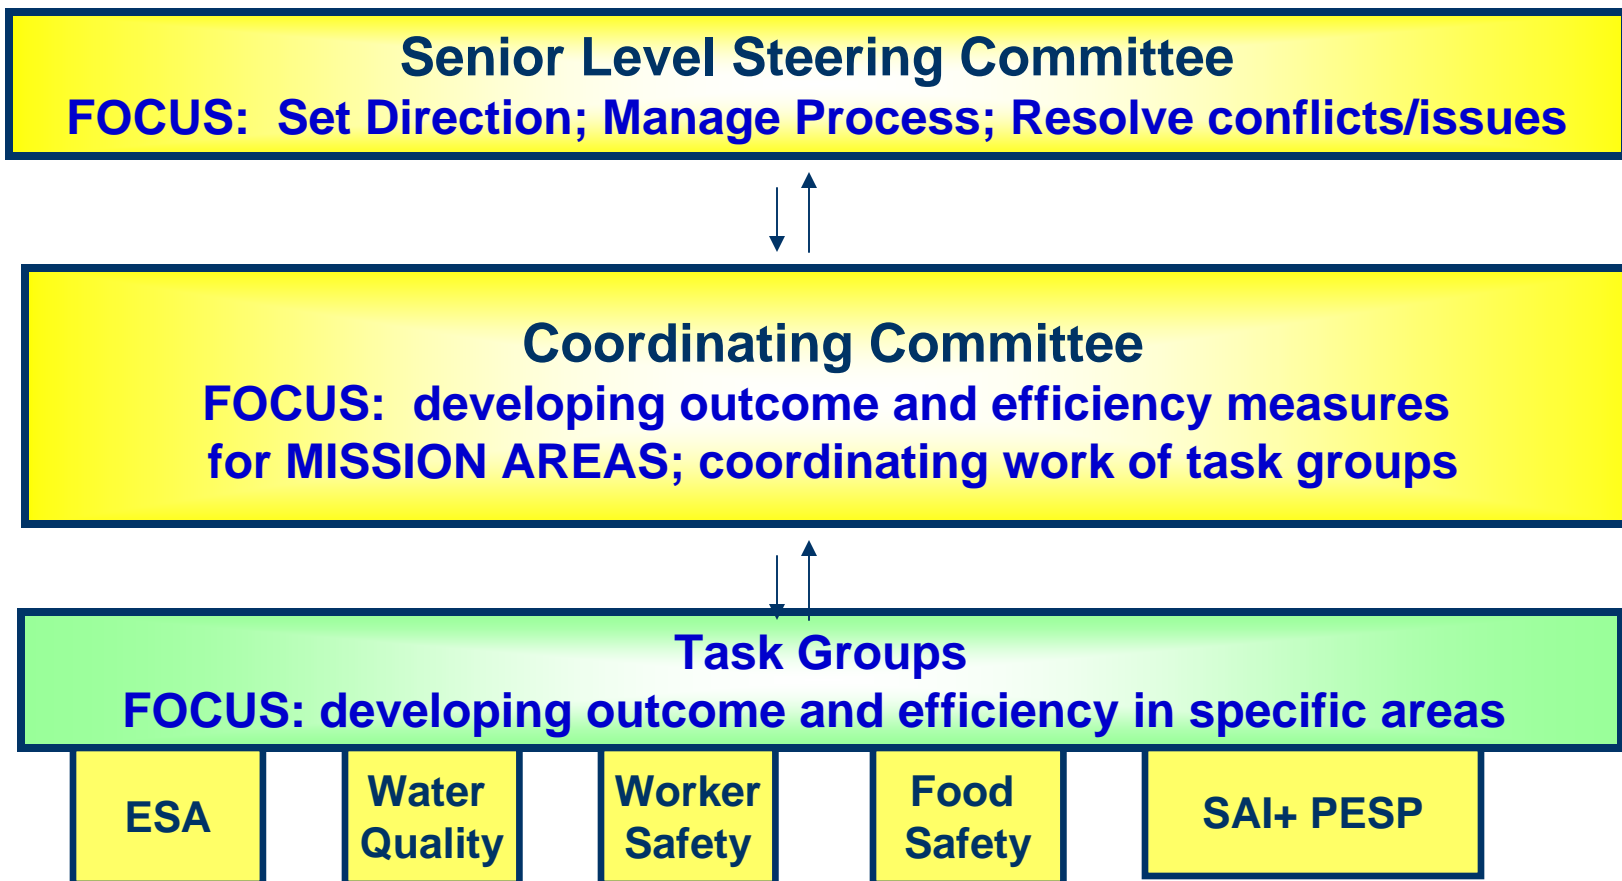 Senior Level Steering Committee
FOCUS:  Set Direction; Manage Process; Resolve conflicts/issues
Coordinating Committee
FOCUS:  developing outcome and efficiency measures
for MISSION AREAS; coordinating work of task groups
Task Groups
FOCUS: developing outcome and efficiency in specific areas
ESA
Water
Quality
Worker
Safety
Food
Safety
SAI+ PESP